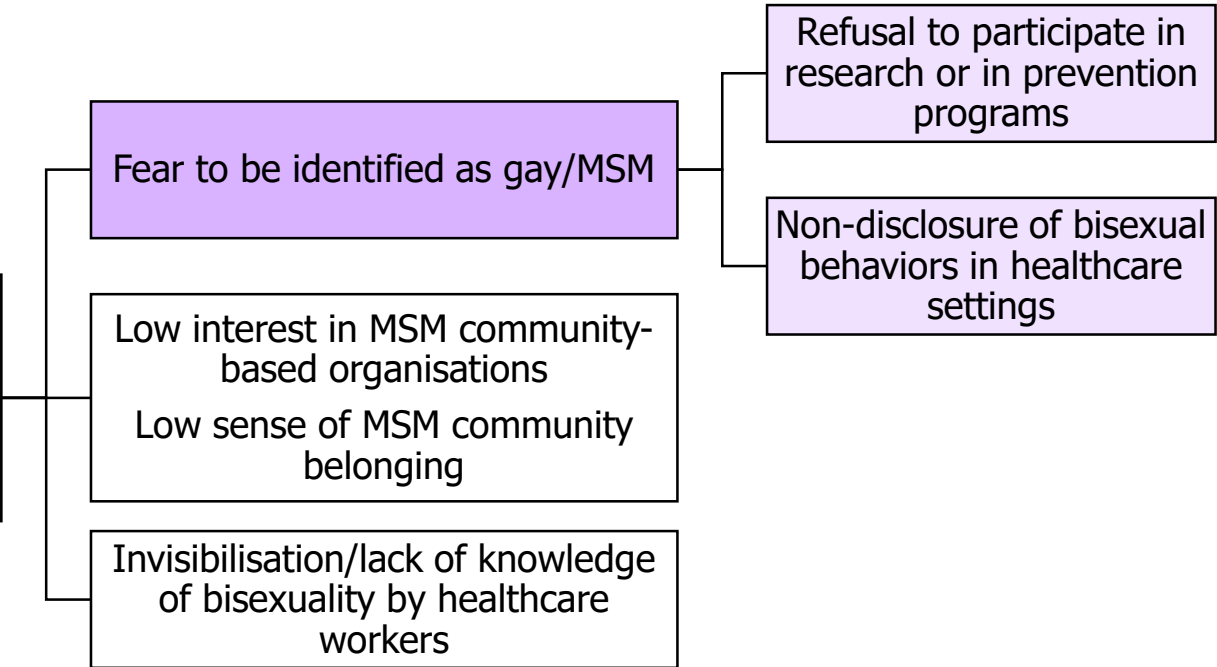 Fear to be identified as gay/MSM
Refusal to participate in
research or in prevention
programs
Non-disclosure of bisexual
behaviors in healthcare
settings
Low interest in MSM community-
based organisations
Low sense of MSM community
belonging
Invisibilisation/lack of knowledge
of bisexuality by healthcare
workers